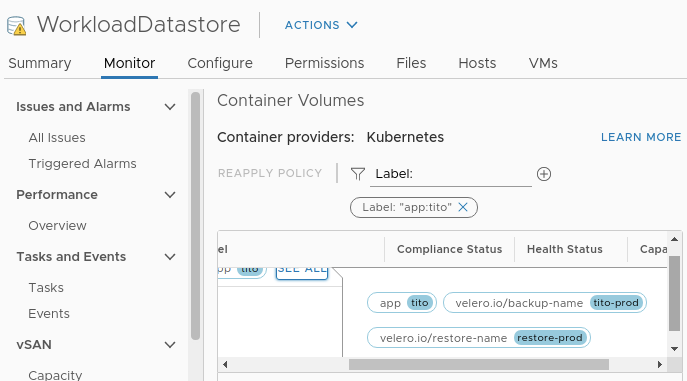 WorkloadDatastore
ACTIONS
Summary Monitor Configure Permissions Files Hosts VMs
Issues and Alarms
All Issues
Triggered Alarms
Performance
Overview
Tasks and Events
Tasks
Events
vSAN
Capacity
Container Volumes
Container providers: Kubernetes LEARN MORE
REAPPLY POLICY Label:
Label: "app:tito"
el Compliance Status Health Status Capa
app tito SEE ALL
app tito velero.io/backup-name tito-prod
velero.io/restore-name restore-prod